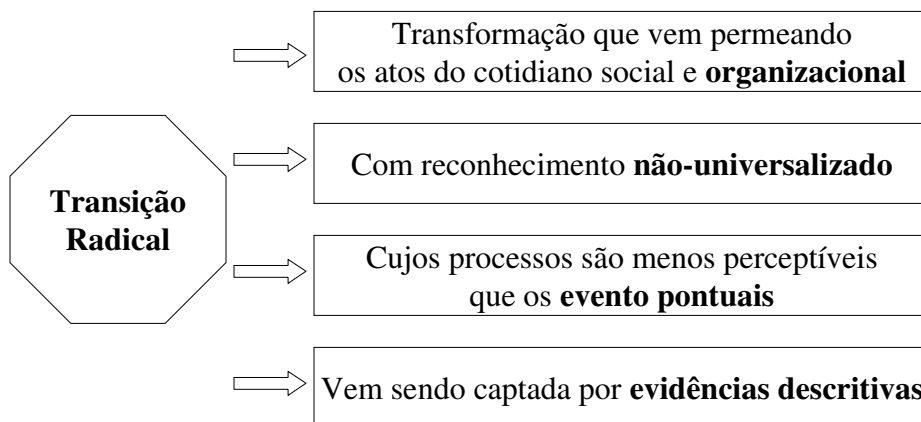 Transformação que vem permeando
os atos do cotidiano social e organizacional
Com reconhecimento não-universalizado
Transição
Radical
Cujos processos são menos perceptíveis
que os evento pontuais
Vem sendo captada por evidências descritivas